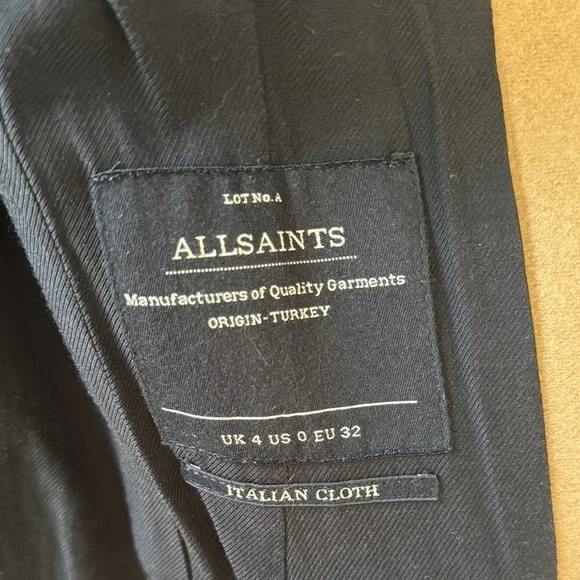 LOT No.A
ALLSAINTS
Manufacturers of Quality Garments
ORIGIN-TURKEY
UK 4 US 0 EU 32
ITALIAN CLOTH